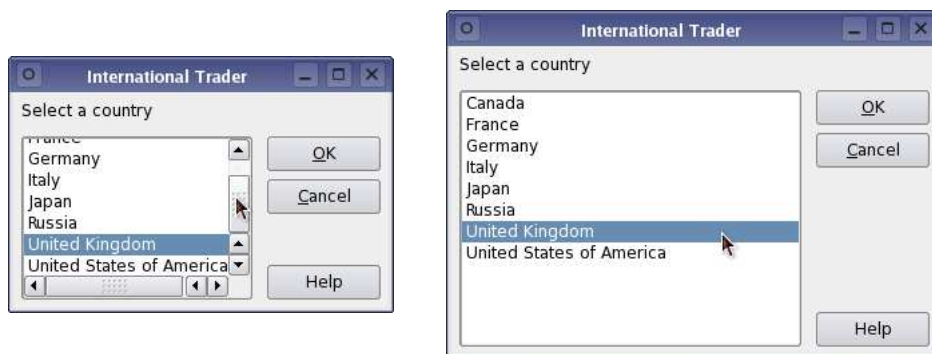 International Trader
Select a country
France
Germany
Italy
Japan
Russia
United Kingdom
United States of America
OK
Cancel
Help
International Trader
Select a country
Canada
France
Germany
Italy
Japan
Russia
United Kingdom
United States of America
OK
Cancel
Help